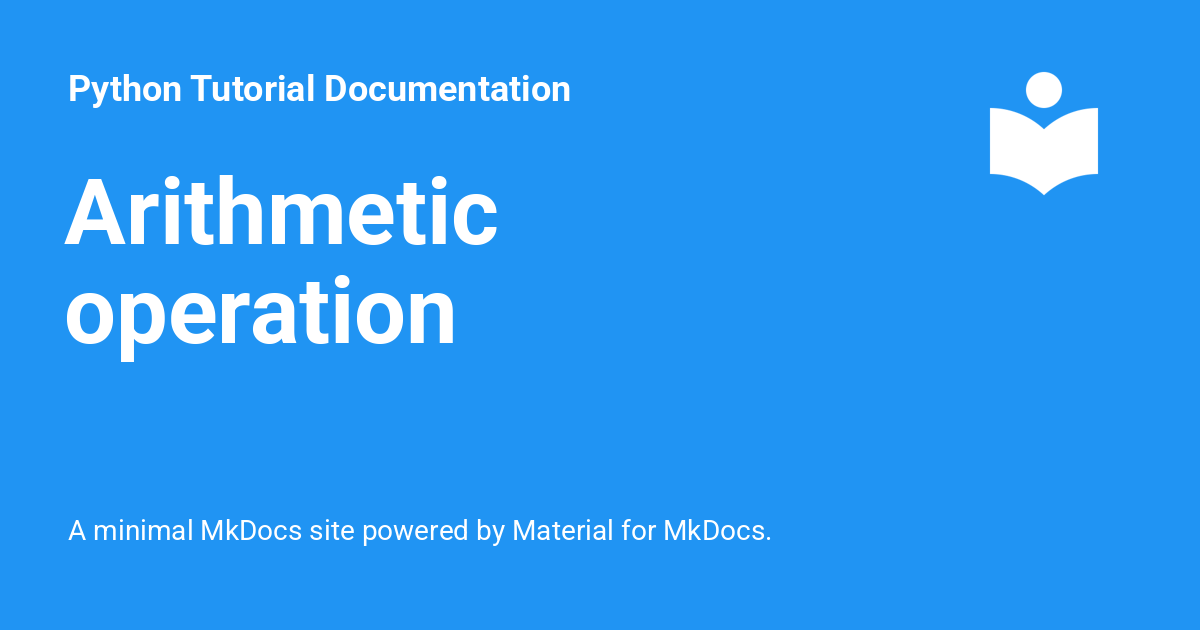 Python Tutorial Documentation
Arithmetic
operation
A minimal MkDocs site powered by Material for MkDocs.